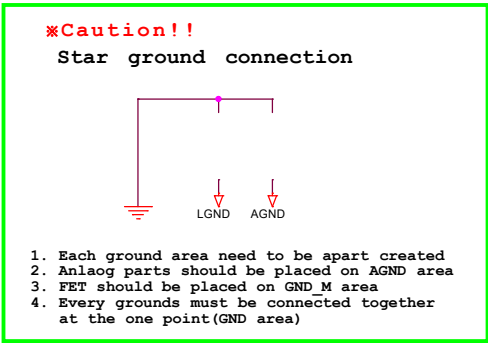 ※Caution!!
Star ground connection
LGND AGND
1. Each ground area need to be apart created
2. Anlaog parts should be placed on AGND area
3. FET should be placed on GND_M area
4. Every grounds must be connected together
at the one point(GND area)